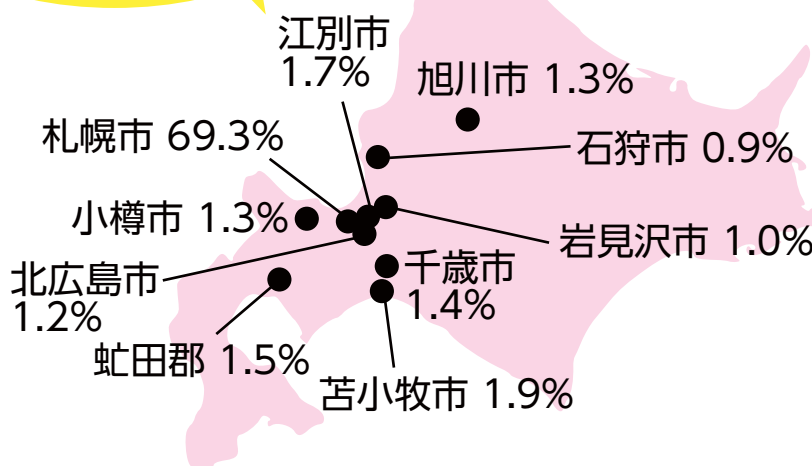 江別市
1.7%
旭川市 1.3%
札幌市 69.3%
石狩市 0.9%
小樽市 1.3%
岩見沢市 1.0%
北広島市
1.2%
千歳市
1.4%
虻田郡 1.5%
苫小牧市 1.9%